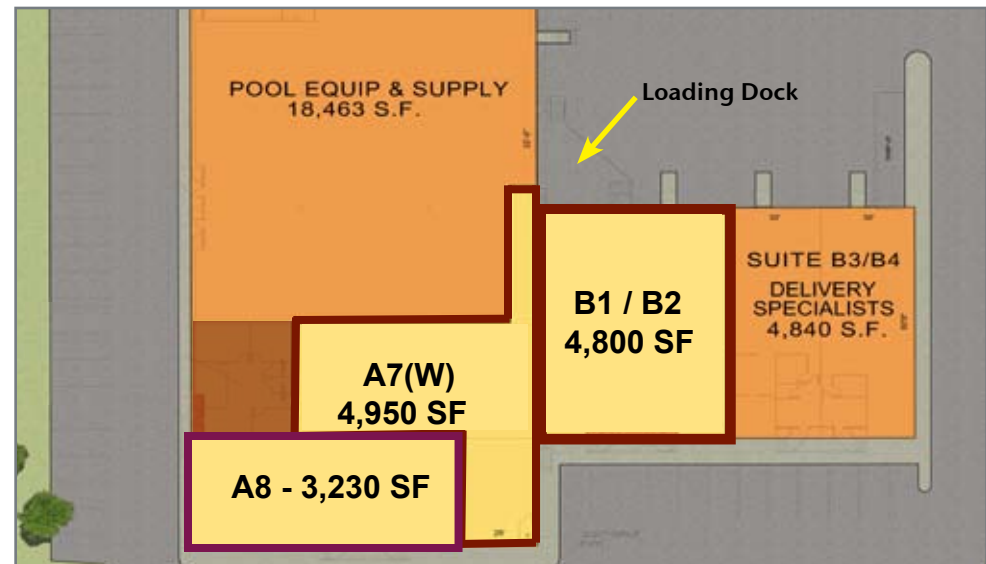 POOL EQUIP & SUPPLY
18,463 S.F.
Loading Dock
B1 / B2
4,800 SF
SUITE B3/B4
DELIVERY
SPECIALISTS
4,840 S.F.
A7(W)
4,950 SF
A8 - 3,230 SF